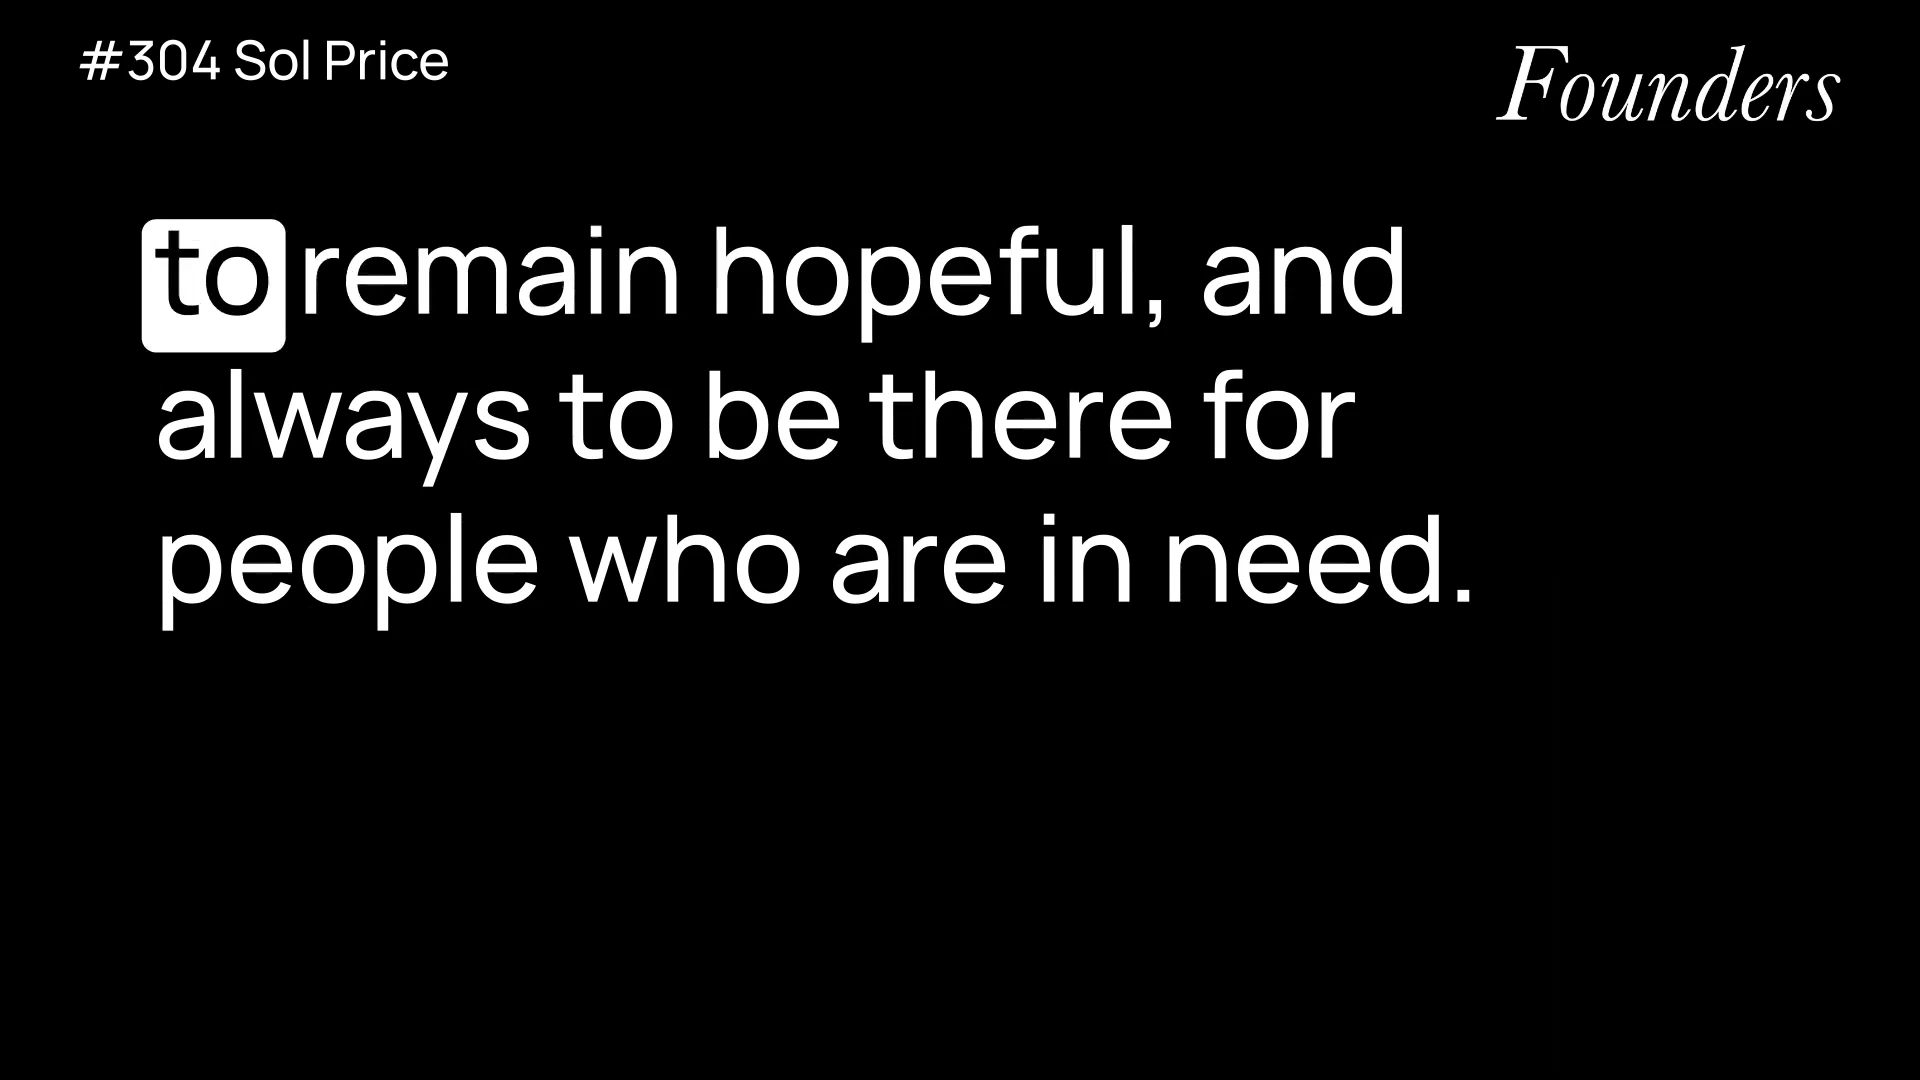 #304 Sol Price
Founders
to remain hopeful, and
always to be there for
people who are in need.